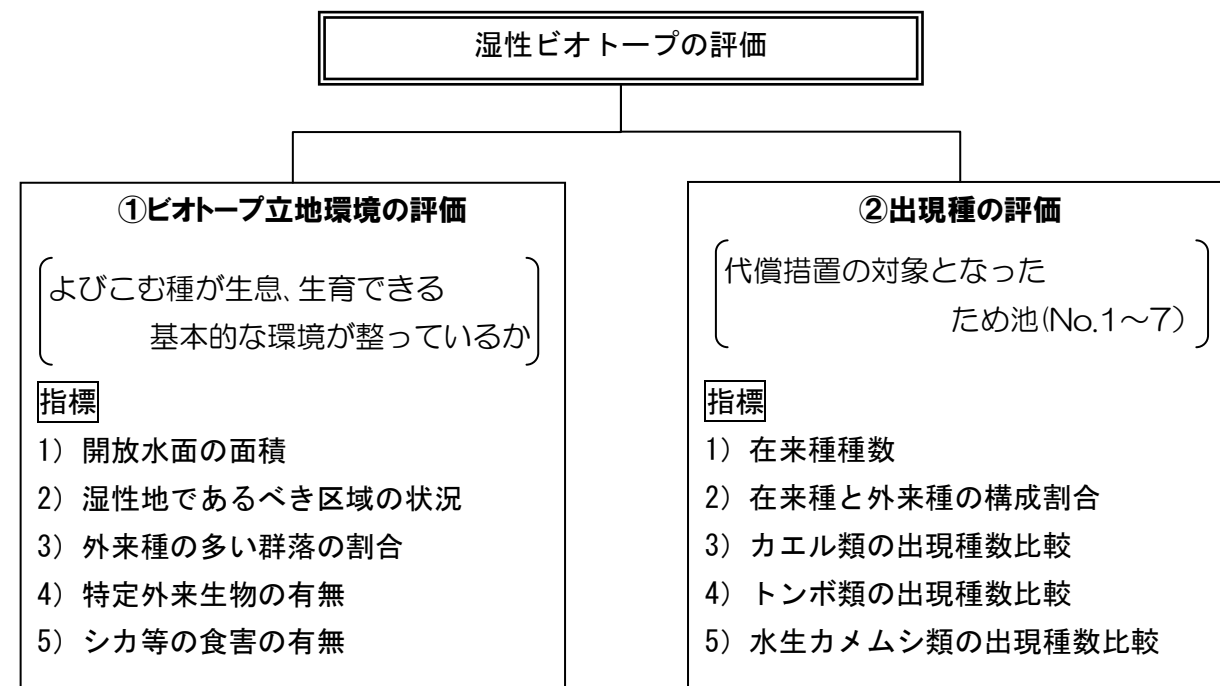 湿性ビオトープの評価
①ビオトープ立地環境の評価
よびこむ種が生息、生育できる
基本的な環境が整っているか
指標
1) 開放水面の面積
2) 湿性地であるべき区域の状況
3) 外来種の多い群落の割合
4) 特定外来生物の有無
5) シカ等の食害の有無
②出現種の評価
代償措置の対象となった
ため池(No.1～7)
指標
1) 在来種種数
2) 在来種と外来種の構成割合
3) カエル類の出現種数比較
4) トンボ類の出現種数比較
5) 水生カメムシ類の出現種数比較